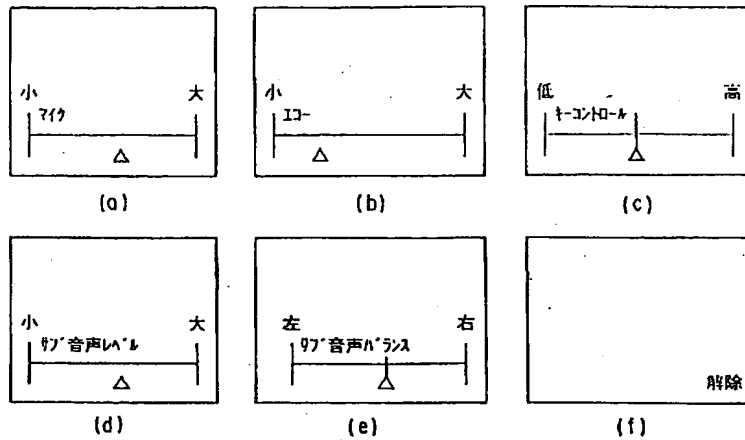 小 大
マイク
(a)
小 大
エコー
(b)
低 高
キーコントロール
(c)
小 大
サブ音声レベル
(d)
左 右
サブ音声バランス
(e)
解除
(f)